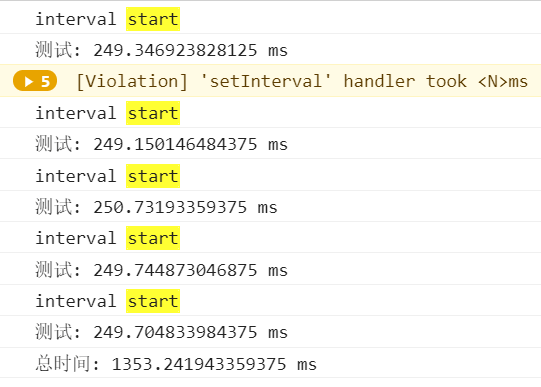 interval start
测试: 249.346923828125 ms
5 [Violation] 'setInterval' handler took <N>ms
interval start
测试: 249.150146484375 ms
interval start
测试: 250.73193359375 ms
interval start
测试: 249.744873046875 ms
interval start
测试: 249.704833984375 ms
总时间: 1353.241943359375 ms